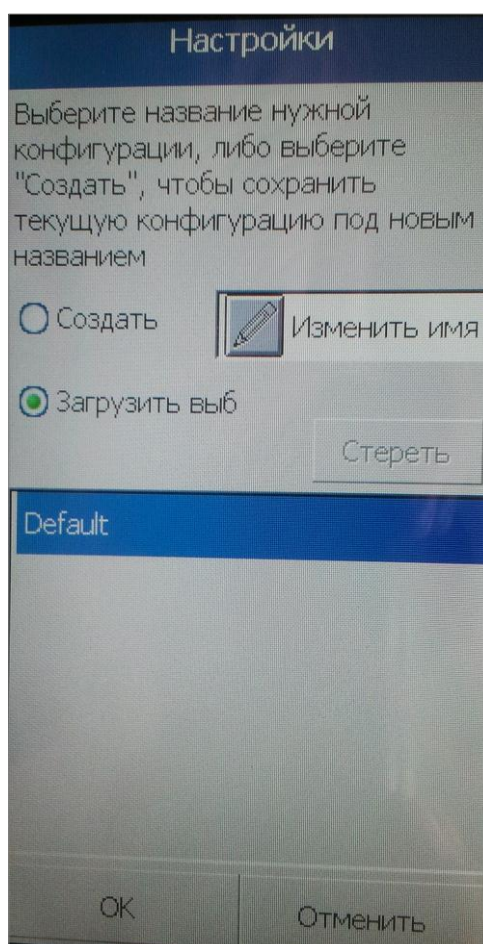 Настройки
Выберите название нужной
конфигурации, либо выберите
"Создать", чтобы сохранить
текущую конфигурацию под новым
названием
Создать
Изменить имя
Загрузить выб
Стереть
Default
OK
Отменить